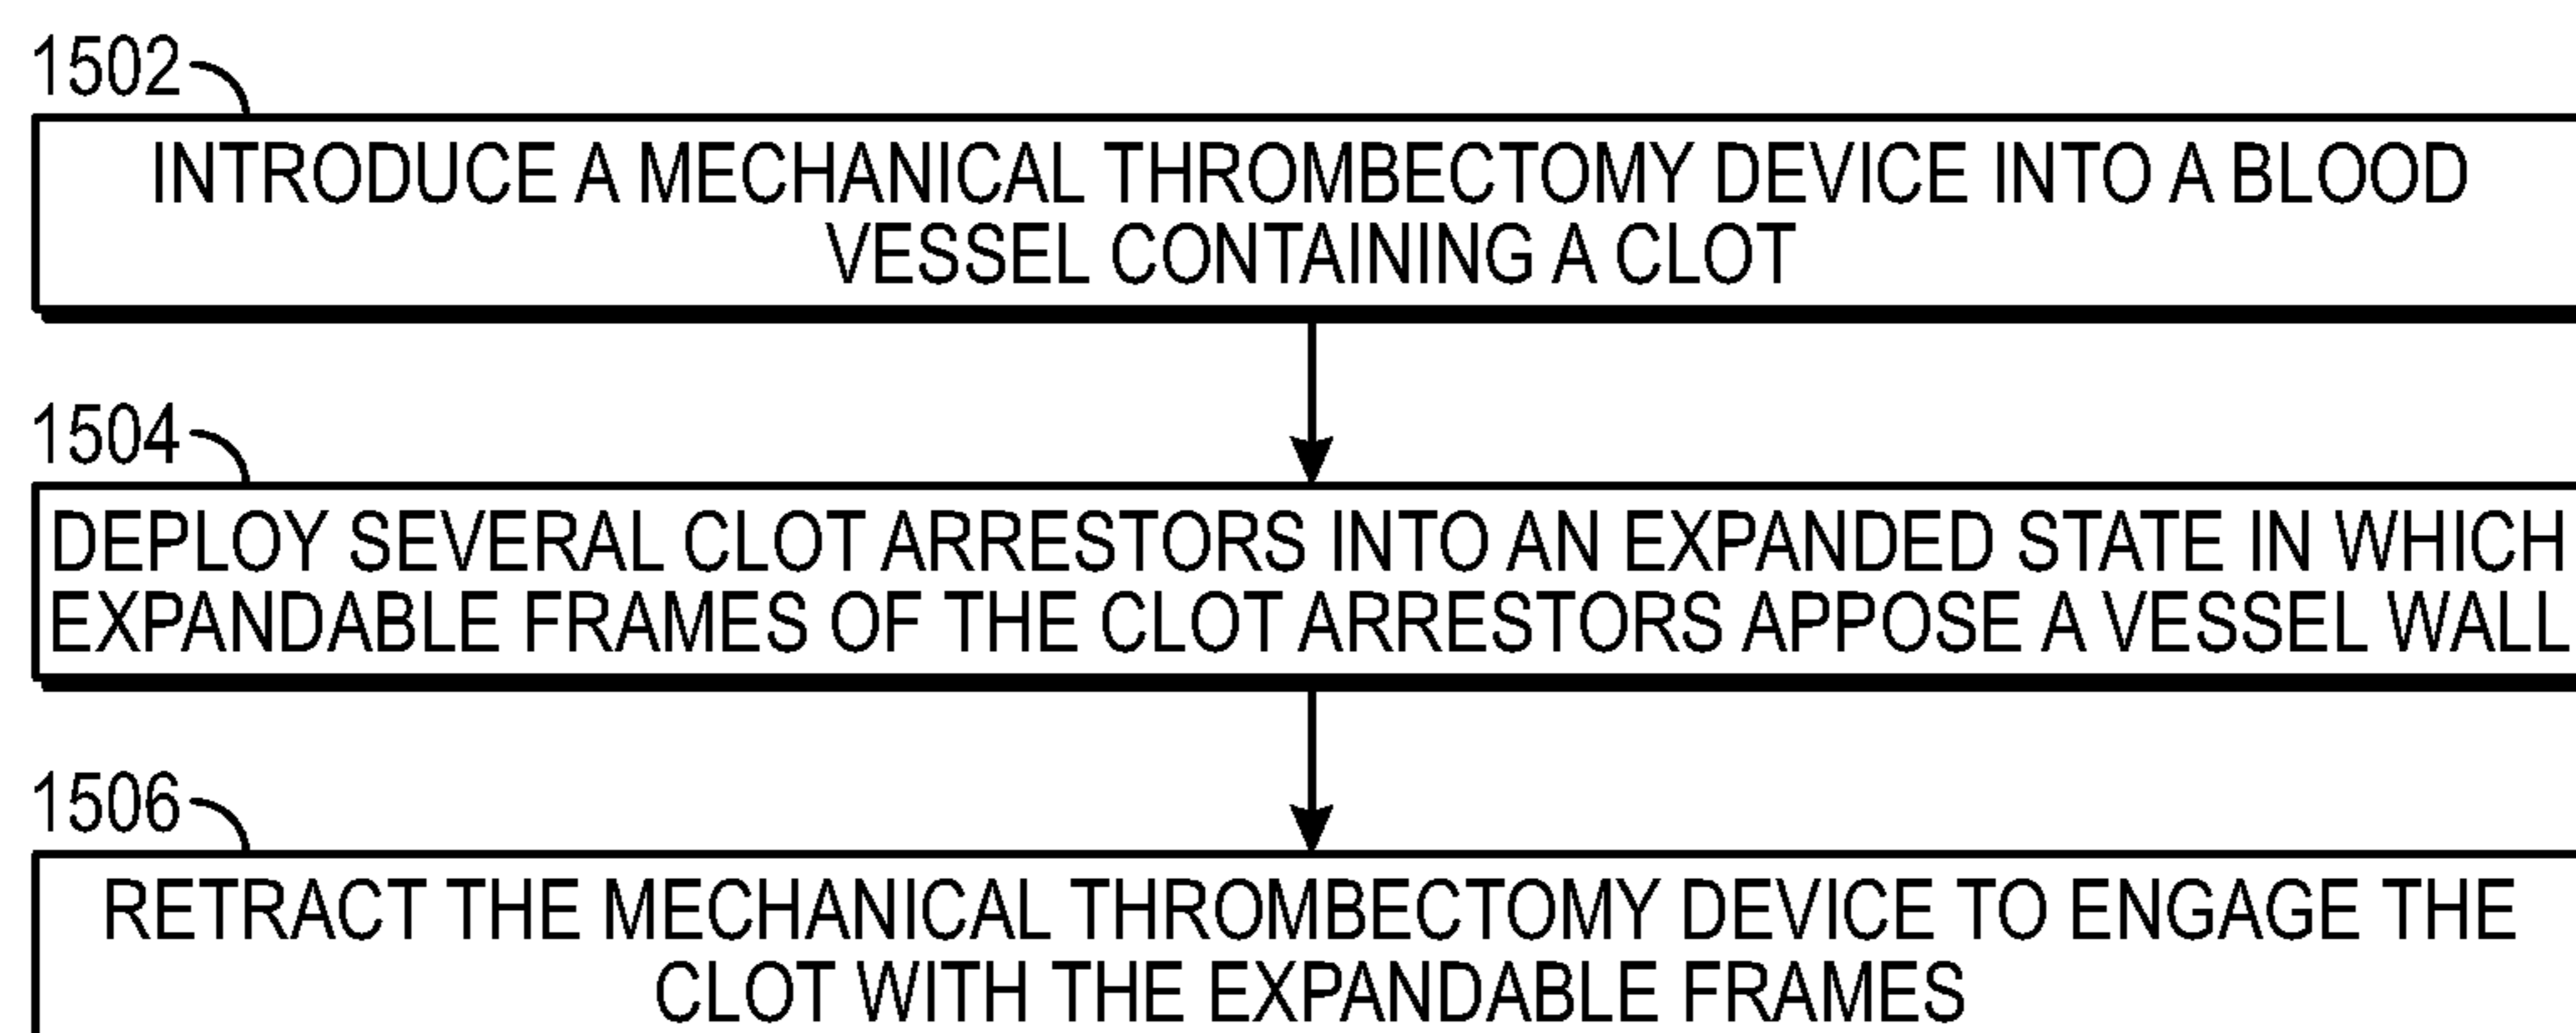 1502
INTRODUCE A MECHANICAL THROMBECTOMY DEVICE INTO A BLOOD
VESSEL CONTAINING A CLOT
1504
DEPLOY SEVERAL CLOT ARRESTORS INTO AN EXPANDED STATE IN WHICH
EXPANDABLE FRAMES OF THE CLOT ARRESTORS APPOSE A VESSEL WALL
1506
RETRACT THE MECHANICAL THROMBECTOMY DEVICE TO ENGAGE THE
CLOT WITH THE EXPANDABLE FRAMES